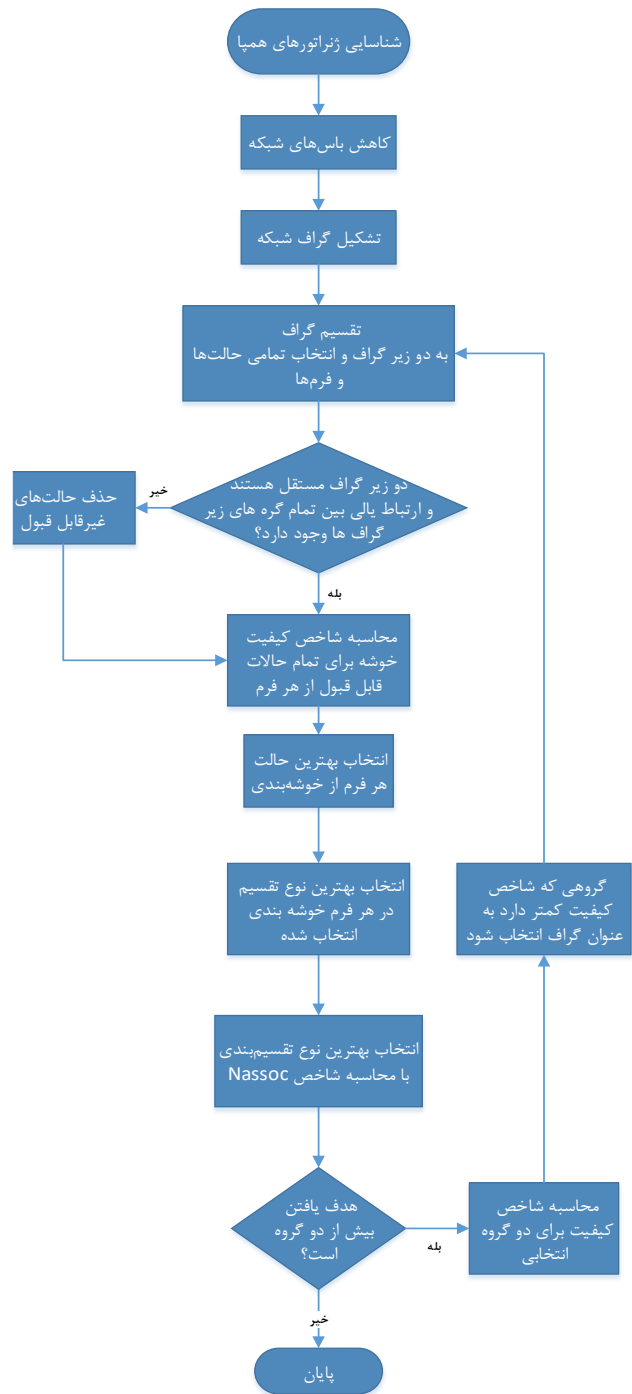 شناسایی ژنراتورهای همپا
کاهش باس‌های شبکه
تشکیل گراف شبکه
تقسیم گراف
به دو زیر گراف و انتخاب تمامی حالت‌ها
و فرم‌ها
دو زیر گراف مستقل هستند
و ارتباط یالی بین تمام گره های زیر
گراف ها وجود دارد؟
خیر
حذف حالت‌های
غیرقابل قبول
بله
محاسبه شاخص کیفیت
خوشه برای تمام حالات
قابل قبول از هر فرم
انتخاب بهترین حالت
هر فرم از خوشه‌بندی
انتخاب بهترین نوع تقسیم
در هر فرم خوشه بندی
انتخاب شده
گروهی که شاخص
کیفیت کمتر دارد به
عنوان گراف انتخاب شود
انتخاب بهترین نوع تقسیم‌بندی
با محاسبه شاخص Nassoc
هدف یافتن
بیش از دو گروه
است؟
بله
محاسبه شاخص
کیفیت برای دو گروه
انتخابی
خیر
پایان